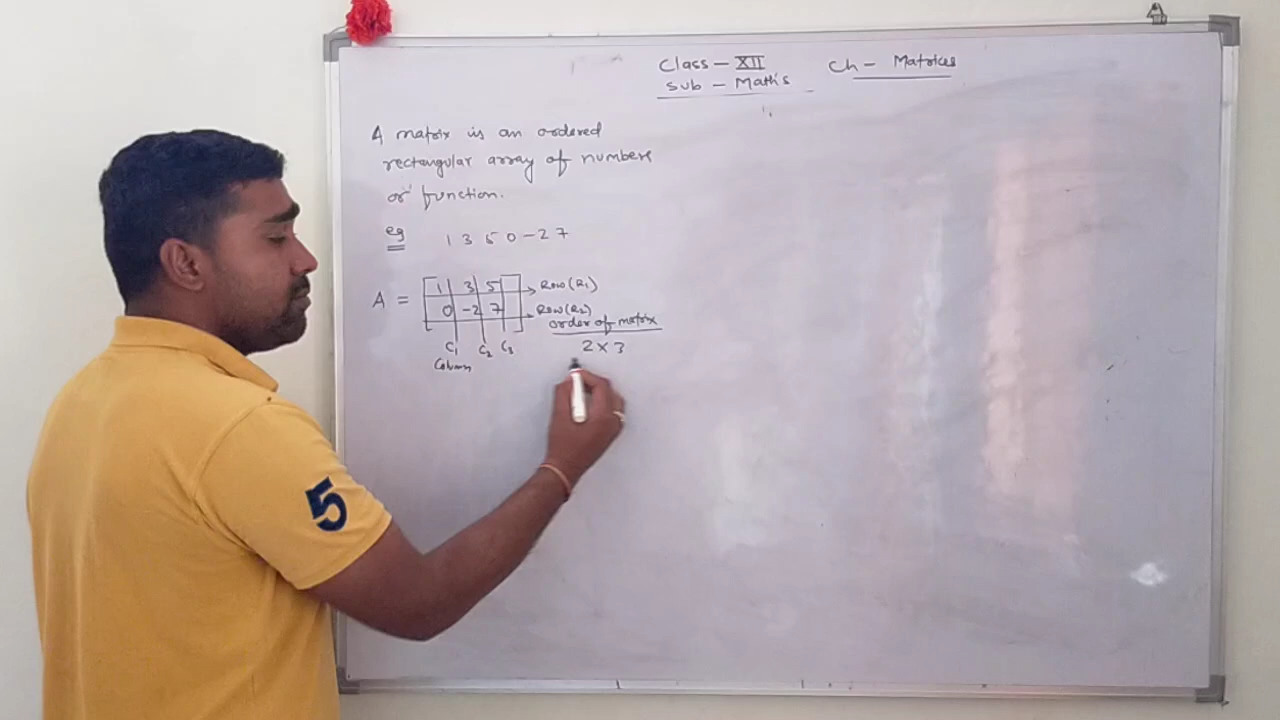 Class - XII Ch - Matrices
Sub - Maths
A matrix is an ordered
rectangular array of numbers
or function.
eg 1 3 5 0 -2 7
A = [1 3 5] → Row (R1)
[0 -2 7] → Row (R2)
order of matrix
2 × 3
C1 C2 C3
Column
5